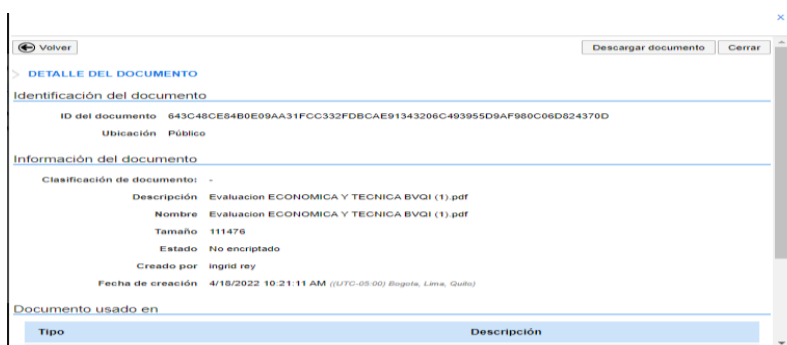 ×
Volver
Descargar documento Cerrar
DETALLE DEL DOCUMENTO
Identificación del documento
ID del documento 643C48CE84B0E09AA31FCC332FDBCAE91343206C493955D9AF980C06D824370D
Ubicación Público
Información del documento
Clasificación de documento: -
Descripción Evaluacion ECONOMICA Y TECNICA BVQI (1).pdf
Nombre Evaluacion ECONOMICA Y TECNICA BVQI (1).pdf
Tamaño 111476
Estado No encriptado
Creado por ingrid rey
Fecha de creación 4/18/2022 10:21:11 AM ((UTC-05:00) Bogota, Lima, Quito)
Documento usado en
Tipo Descripción